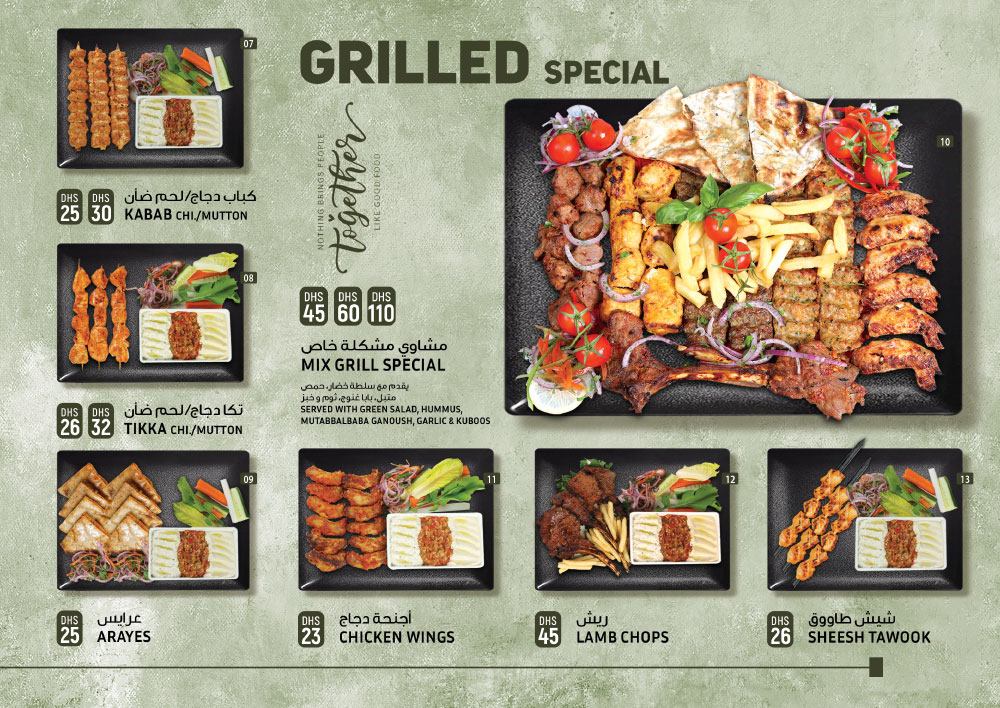 GRILLED SPECIAL
NOTHING BRINGS PEOPLE
together
LIKE GOOD FOOD
07
DHS 25 DHS 30
كباب دجاج/لحم ضأن
KABAB CHI./MUTTON
08
DHS 26 DHS 32
تكا دجاج/لحم ضأن
TIKKA CHI./MUTTON
10
DHS 45 DHS 60 DHS 110
مشاوي مشكلة خاص
MIX GRILL SPECIAL
يقدم مع سلطة خضار، حمص
متبل، بابا غنوج، ثوم و خبز
SERVED WITH GREEN SALAD, HUMMUS,
MUTABBALBABA GANOUSH, GARLIC & KUBOOS
09
DHS 25
عرايس
ARAYES
11
DHS 23
أجنحة دجاج
CHICKEN WINGS
12
DHS 45
ريش
LAMB CHOPS
13
DHS 26
شيش طاووق
SHEESH TAWOOK